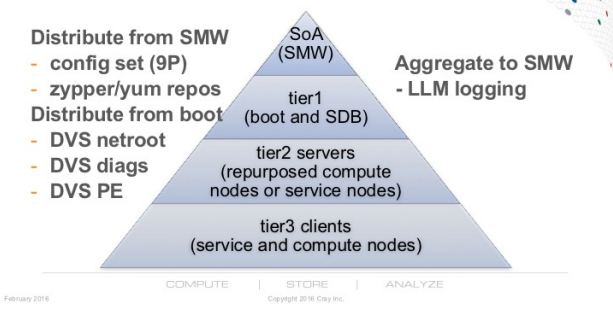 Distribute from SMW
- config set (9P)
- zypper/yum repos
Distribute from boot
- DVS netroot
- DVS diags
- DVS PE
SoA
(SMW)
tier1
(boot and SDB)
tier2 servers
(repurposed compute
nodes or service nodes)
tier3 clients
(service and compute nodes)
Aggregate to SMW
- LLM logging
COMPUTE | STORE | ANALYZE
February 2016
Copyright 2016 Cray Inc.